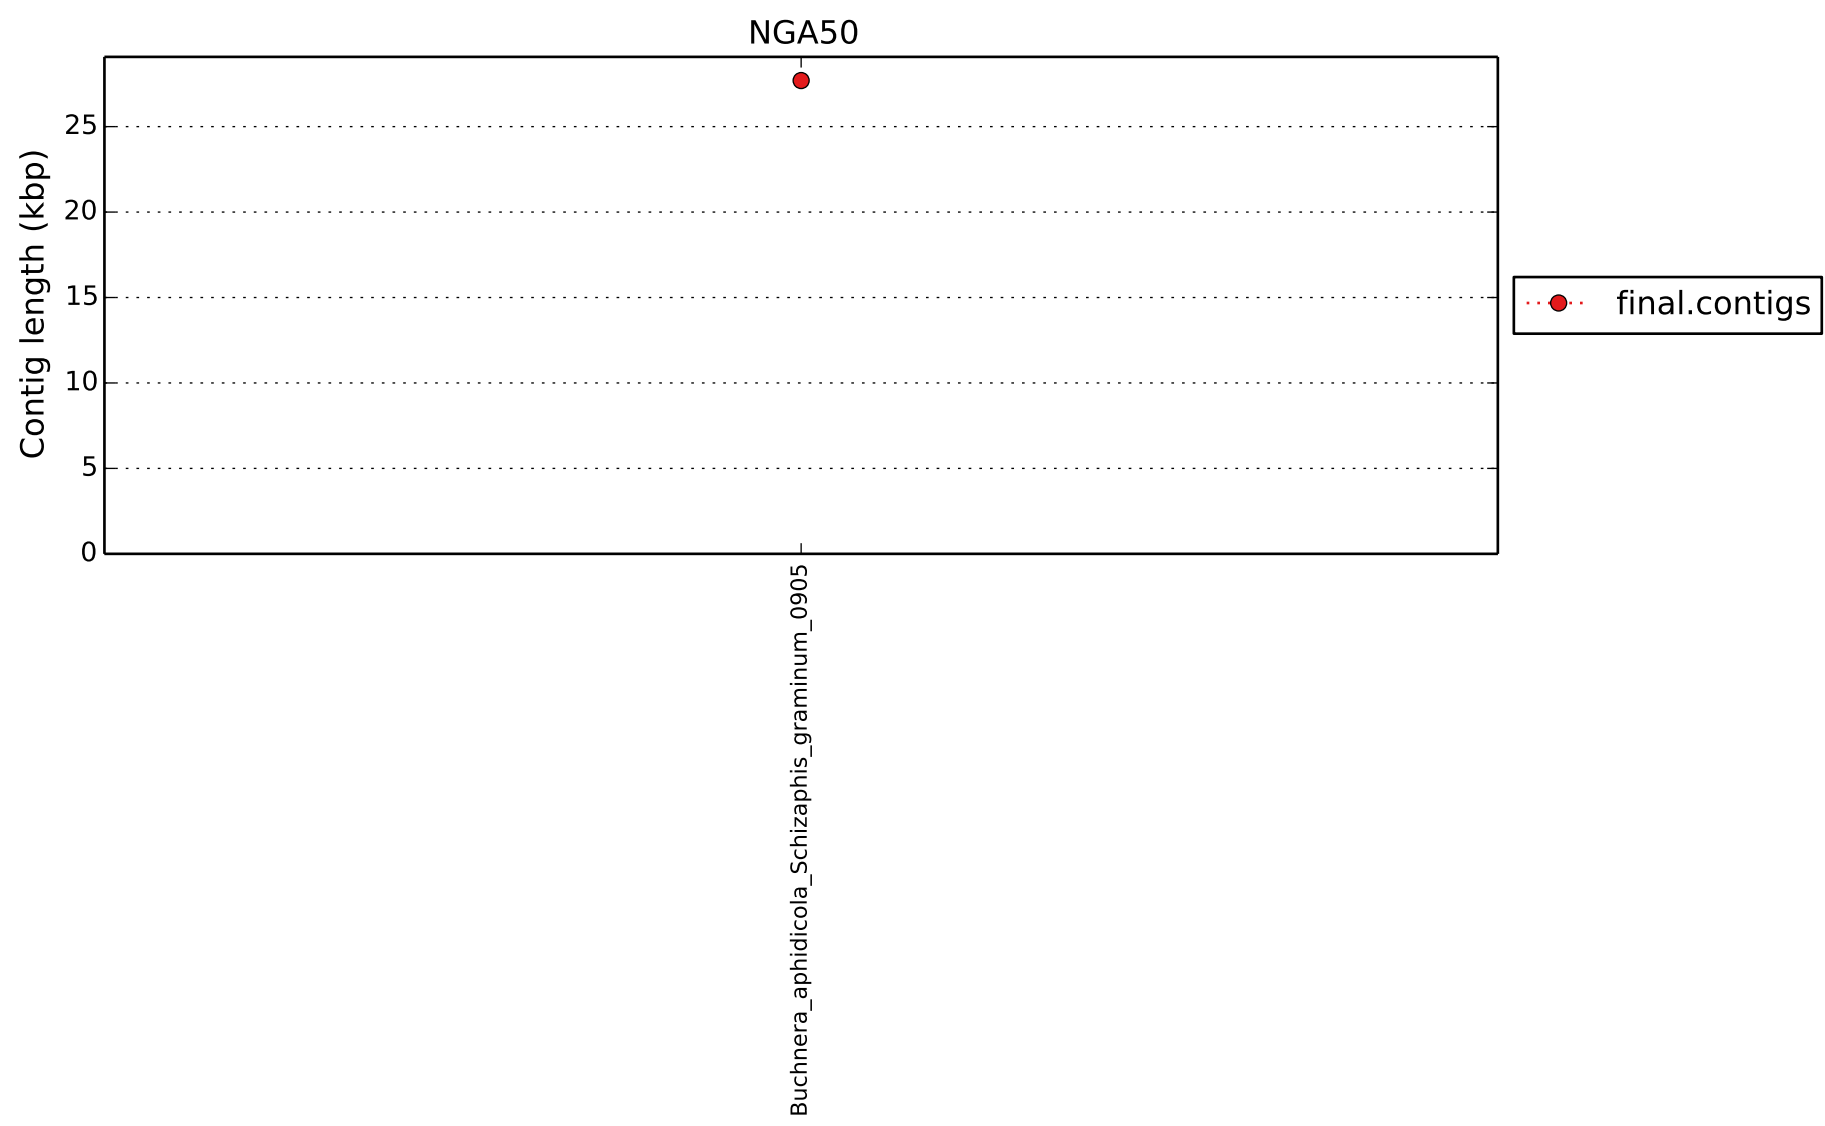 NGA50
Contig length (kbp)
25
20
15
10
5
0
Buchnera_aphidicola_Schizaphis_graminum_0905
final.contigs